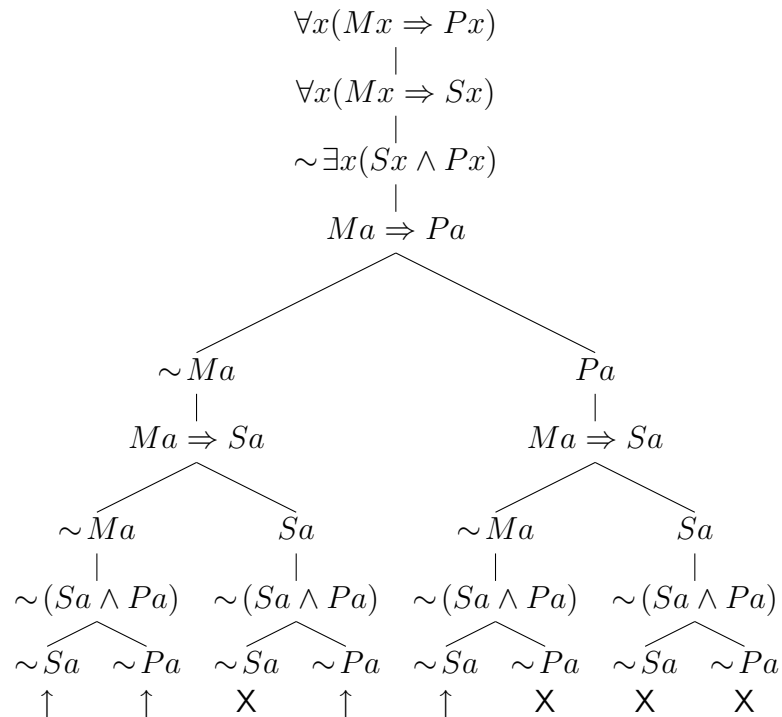 ∀x(Mx ⇒ Px)
∀x(Mx ⇒ Sx)
∼∃x(Sx ∧ Px)
Ma ⇒ Pa
∼Ma Pa
Ma ⇒ Sa Ma ⇒ Sa
∼Ma Sa ∼Ma Sa
∼(Sa ∧ Pa) ∼(Sa ∧ Pa) ∼(Sa ∧ Pa) ∼(Sa ∧ Pa)
∼Sa ∼Pa ∼Sa ∼Pa ∼Sa ∼Pa ∼Sa ∼Pa
↑ ↑ X ↑ ↑ X X X